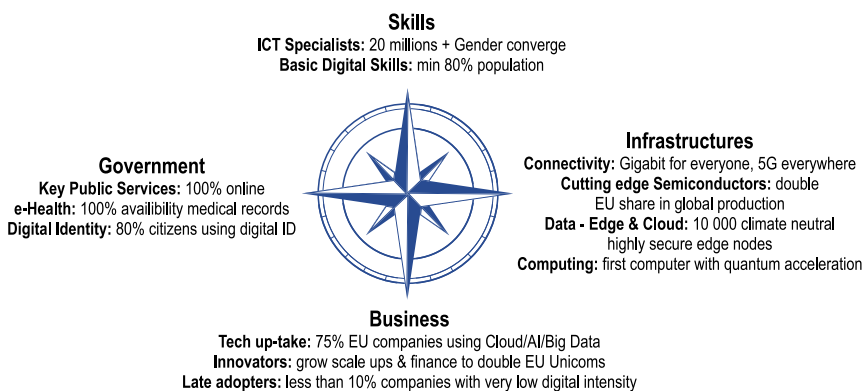 Skills
ICT Specialists: 20 millions + Gender converge
Basic Digital Skills: min 80% population
Government
Key Public Services: 100% online
e-Health: 100% availibility medical records
Digital Identity: 80% citizens using digital ID
Infrastructures
Connectivity: Gigabit for everyone, 5G everywhere
Cutting edge Semiconductors: double
EU share in global production
Data - Edge & Cloud: 10 000 climate neutral
highly secure edge nodes
Computing: first computer with quantum acceleration
Business
Tech up-take: 75% EU companies using Cloud/AI/Big Data
Innovators: grow scale ups & finance to double EU Unicoms
Late adopters: less than 10% companies with very low digital intensity